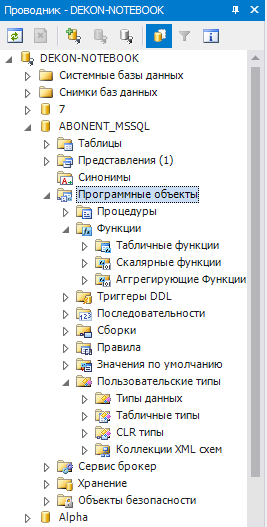 Проводник - DEKON-NOTEBOOK
DEKON-NOTEBOOK
Системные базы данных
Снимки баз данных
7
ABONENT_MSSQL
Таблицы
Представления (1)
Синонимы
Программные объекты
Процедуры
Функции
Табличные функции
Скалярные функции
Аггрегирующие Функции
Триггеры DDL
Последовательности
Сборки
Правила
Значения по умолчанию
Пользовательские типы
Типы данных
Табличные типы
CLR типы
Коллекции XML схем
Сервис брокер
Хранение
Объекты безопасности
Alpha